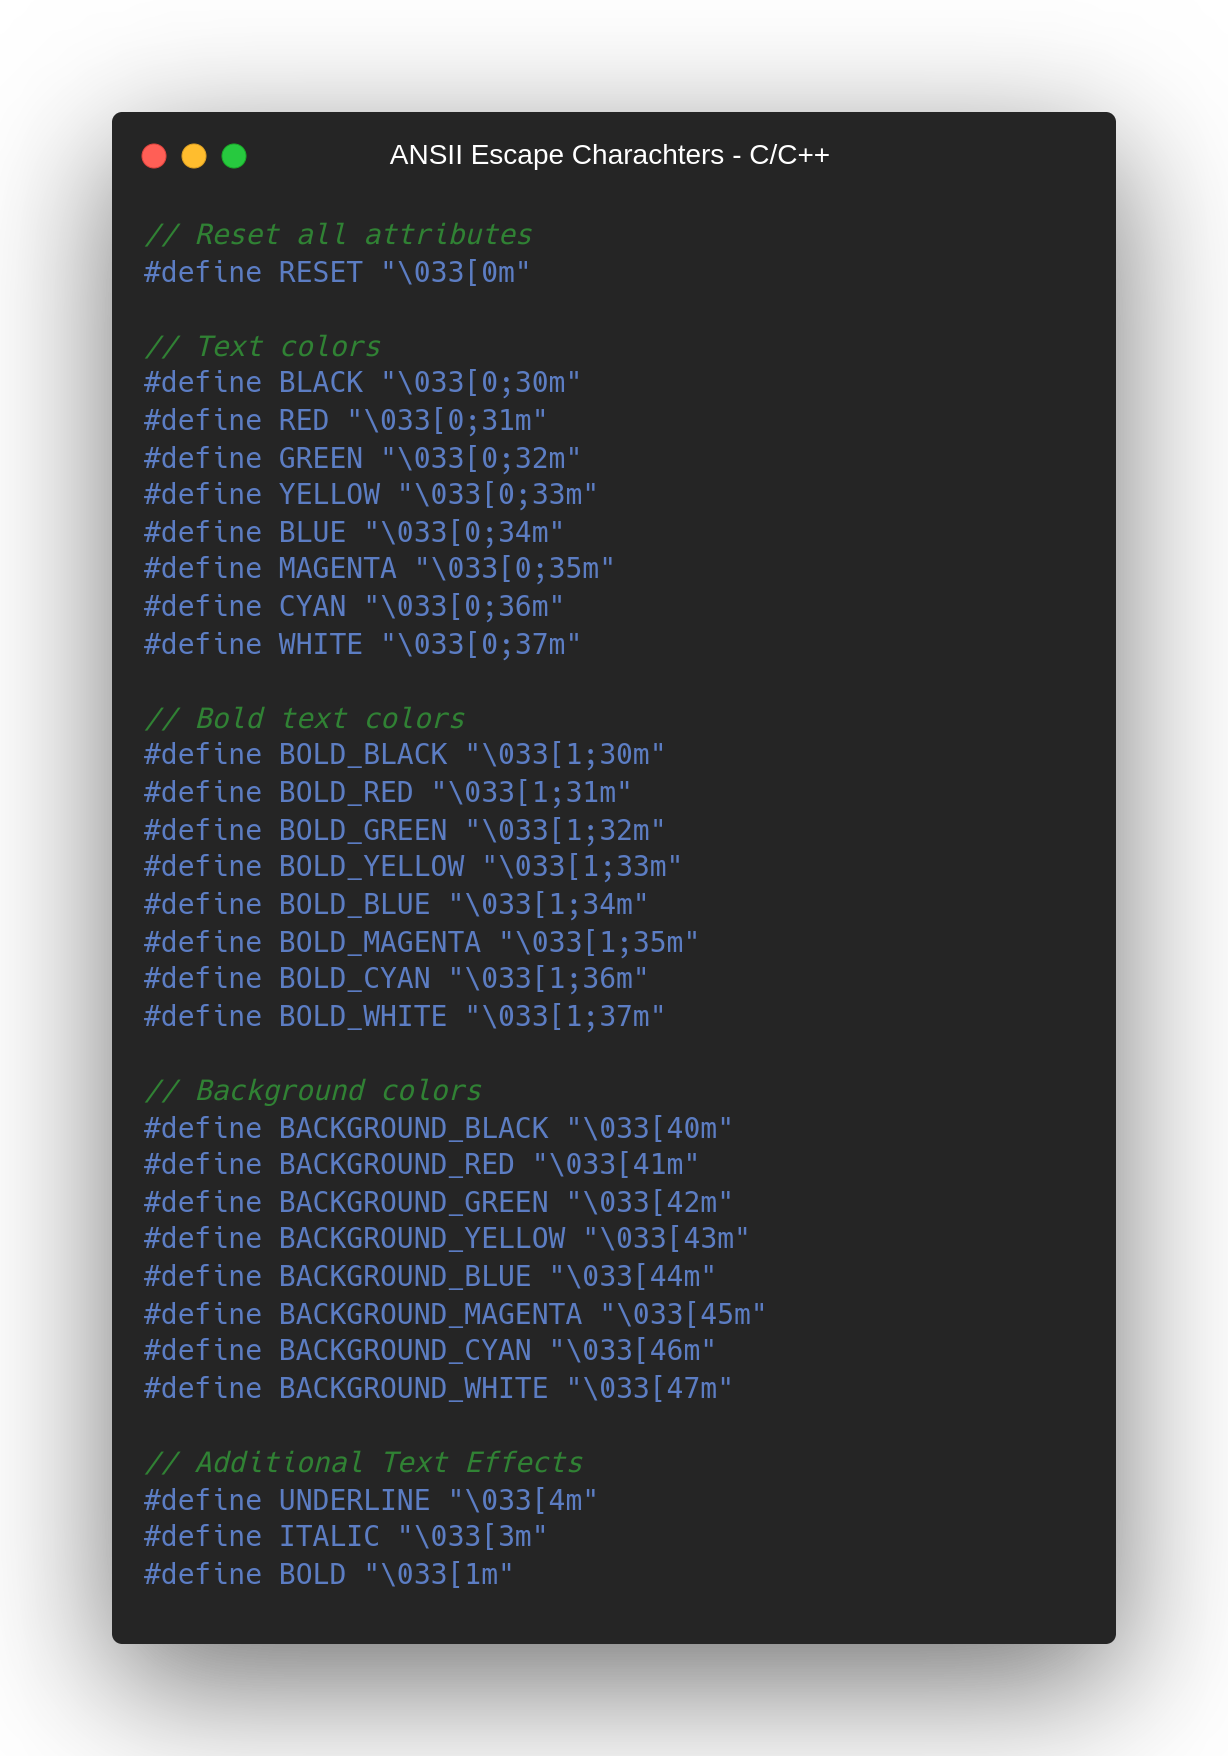 ANSII Escape Charachters - C/C++
// Reset all attributes
#define RESET "\033[0m"
// Text colors
#define BLACK "\033[0;30m"
#define RED "\033[0;31m"
#define GREEN "\033[0;32m"
#define YELLOW "\033[0;33m"
#define BLUE "\033[0;34m"
#define MAGENTA "\033[0;35m"
#define CYAN "\033[0;36m"
#define WHITE "\033[0;37m"
// Bold text colors
#define BOLD_BLACK "\033[1;30m"
#define BOLD_RED "\033[1;31m"
#define BOLD_GREEN "\033[1;32m"
#define BOLD_YELLOW "\033[1;33m"
#define BOLD_BLUE "\033[1;34m"
#define BOLD_MAGENTA "\033[1;35m"
#define BOLD_CYAN "\033[1;36m"
#define BOLD_WHITE "\033[1;37m"
// Background colors
#define BACKGROUND_BLACK "\033[40m"
#define BACKGROUND_RED "\033[41m"
#define BACKGROUND_GREEN "\033[42m"
#define BACKGROUND_YELLOW "\033[43m"
#define BACKGROUND_BLUE "\033[44m"
#define BACKGROUND_MAGENTA "\033[45m"
#define BACKGROUND_CYAN "\033[46m"
#define BACKGROUND_WHITE "\033[47m"
// Additional Text Effects
#define UNDERLINE "\033[4m"
#define ITALIC "\033[3m"
#define BOLD "\033[1m"